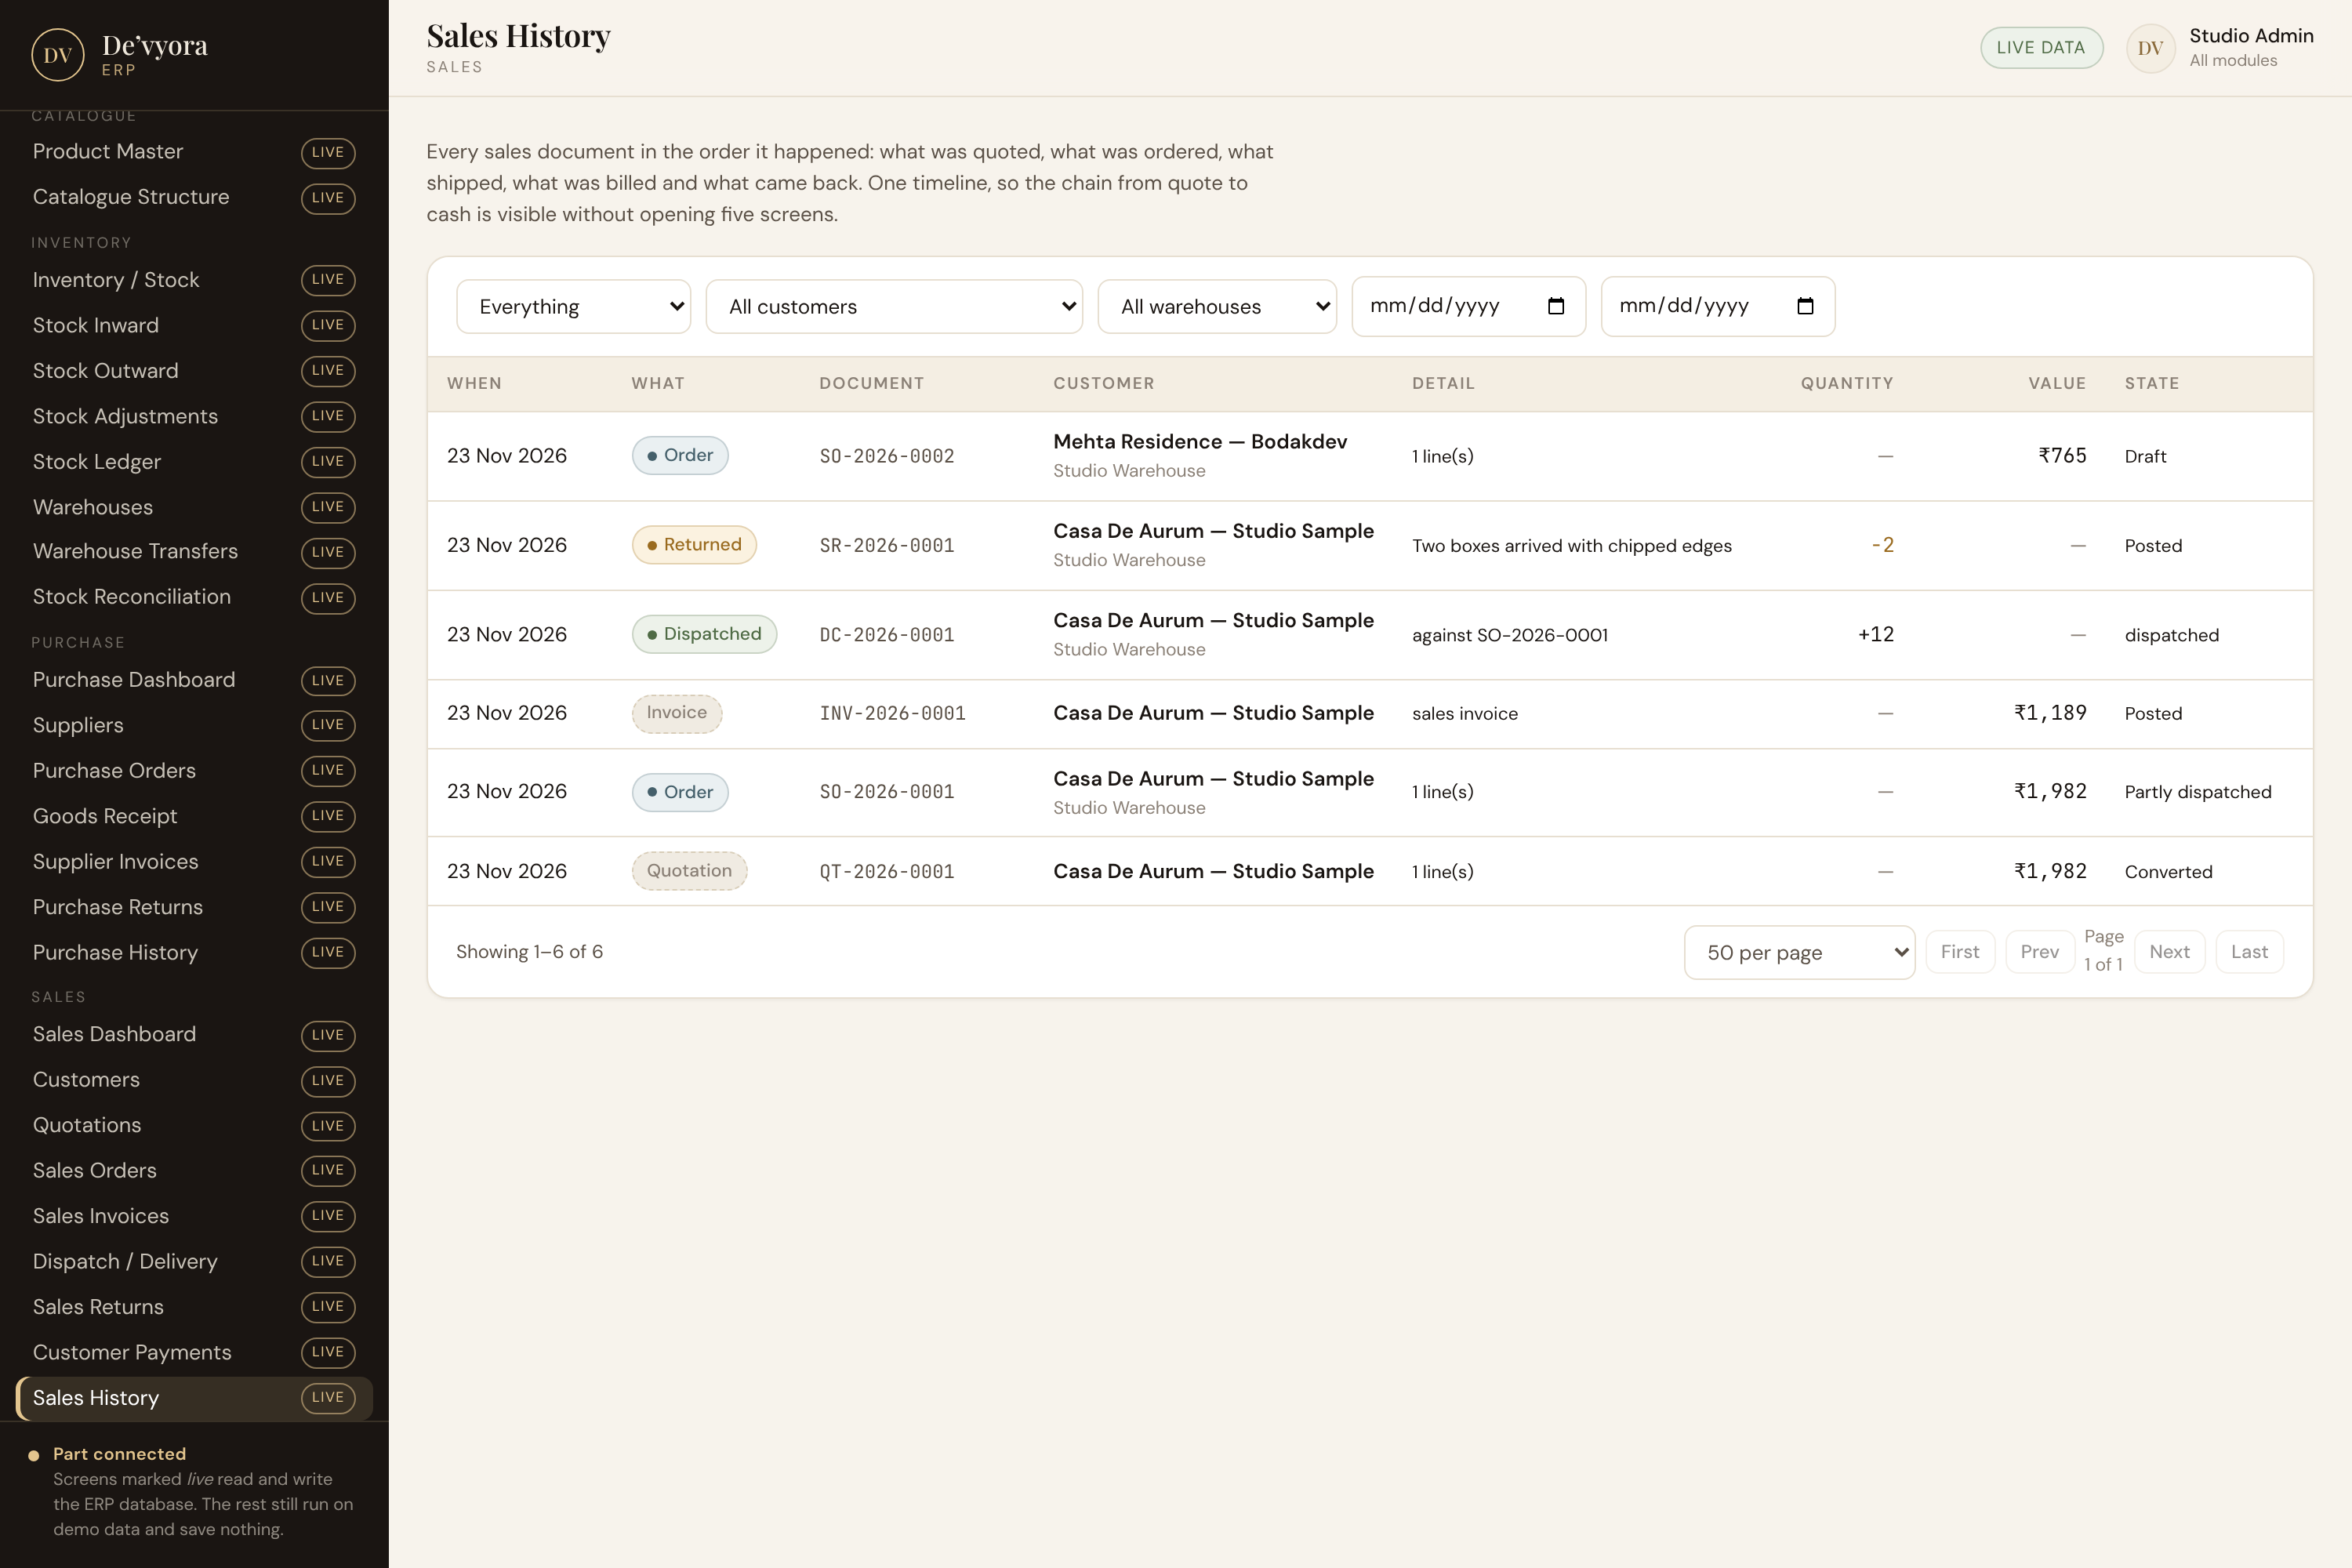 DV
De’vyora
ERP
CATALOGUE
Product Master LIVE
Catalogue Structure LIVE
INVENTORY
Inventory / Stock LIVE
Stock Inward LIVE
Stock Outward LIVE
Stock Adjustments LIVE
Stock Ledger LIVE
Warehouses LIVE
Warehouse Transfers LIVE
Stock Reconciliation LIVE
PURCHASE
Purchase Dashboard LIVE
Suppliers LIVE
Purchase Orders LIVE
Goods Receipt LIVE
Supplier Invoices LIVE
Purchase Returns LIVE
Purchase History LIVE
SALES
Sales Dashboard LIVE
Customers LIVE
Quotations LIVE
Sales Orders LIVE
Sales Invoices LIVE
Dispatch / Delivery LIVE
Sales Returns LIVE
Customer Payments LIVE
Sales History LIVE
Part connected
Screens marked live read and write
the ERP database. The rest still run on
demo data and save nothing.
Sales History
SALES
LIVE DATA
DV
Studio Admin
All modules
Every sales document in the order it happened: what was quoted, what was ordered, what
shipped, what was billed and what came back. One timeline, so the chain from quote to
cash is visible without opening five screens.
Everything All customers All warehouses mm/dd/yyyy mm/dd/yyyy
WHEN WHAT DOCUMENT CUSTOMER DETAIL QUANTITY VALUE STATE
23 Nov 2026 Order SO-2026-0002 Mehta Residence — Bodakdev 1 line(s) — ₹765 Draft
Studio Warehouse
23 Nov 2026 Returned SR-2026-0001 Casa De Aurum — Studio Sample Two boxes arrived with chipped edges -2 — Posted
Studio Warehouse
23 Nov 2026 Dispatched DC-2026-0001 Casa De Aurum — Studio Sample against SO-2026-0001 +12 — dispatched
Studio Warehouse
23 Nov 2026 Invoice INV-2026-0001 Casa De Aurum — Studio Sample sales invoice — ₹1,189 Posted
23 Nov 2026 Order SO-2026-0001 Casa De Aurum — Studio Sample 1 line(s) — ₹1,982 Partly dispatched
Studio Warehouse
23 Nov 2026 Quotation QT-2026-0001 Casa De Aurum — Studio Sample 1 line(s) — ₹1,982 Converted
Showing 1–6 of 6
50 per page First Prev Page 1 of 1 Next Last